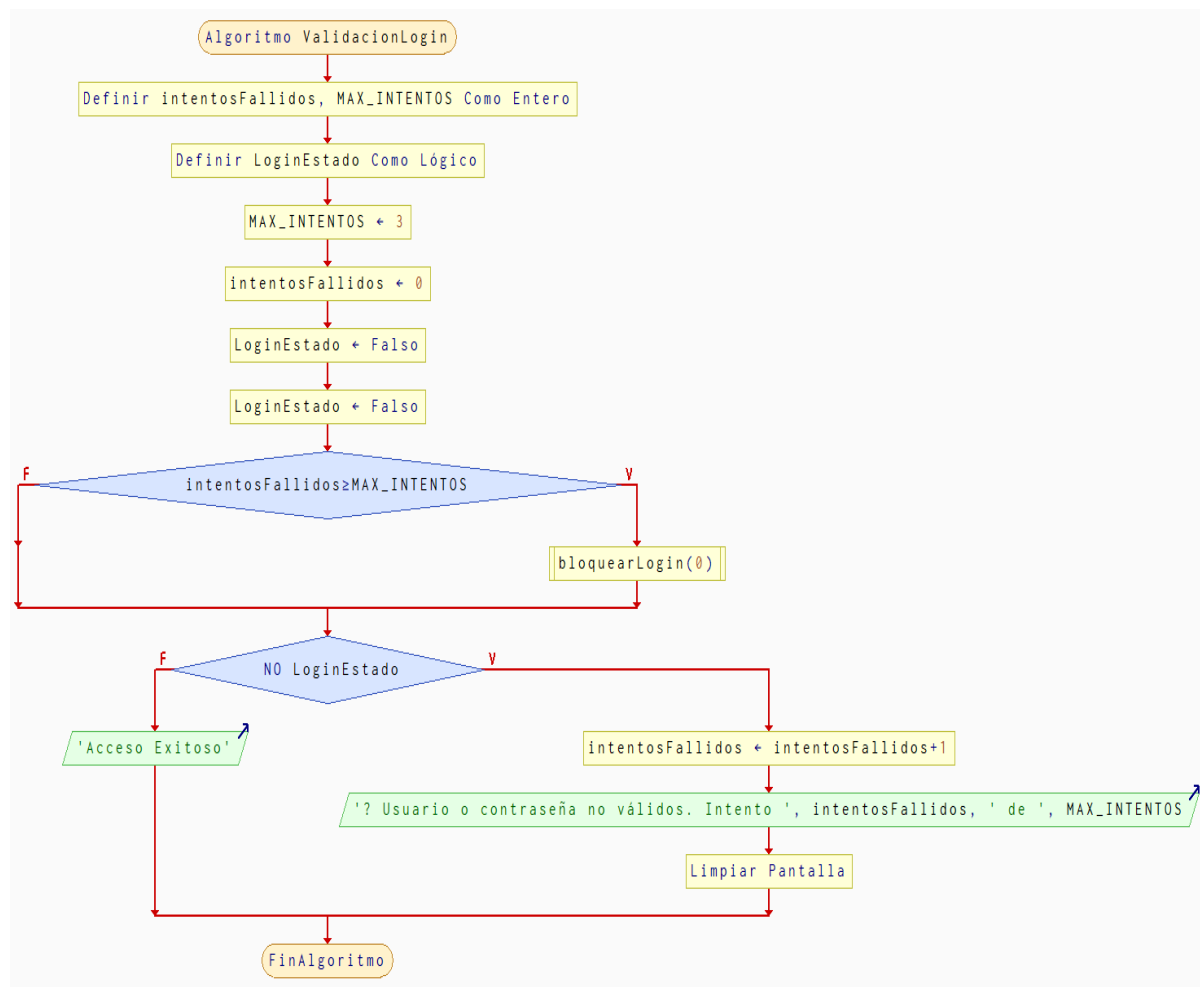 Algoritmo ValidacionLogin
Definir intentosFallidos, MAX_INTENTOS Como Entero
Definir LoginEstado Como Lógico
MAX_INTENTOS ← 3
intentosFallidos ← 0
LoginEstado ← Falso
LoginEstado ← Falso
F
V
intentosFallidos≥MAX_INTENTOS
bloquearLogin(0)
F
V
NO LoginEstado
'Acceso Exitoso'
intentosFallidos ← intentosFallidos+1
'? Usuario o contraseña no válidos. Intento ', intentosFallidos, ' de ', MAX_INTENTOS
Limpiar Pantalla
FinAlgoritmo